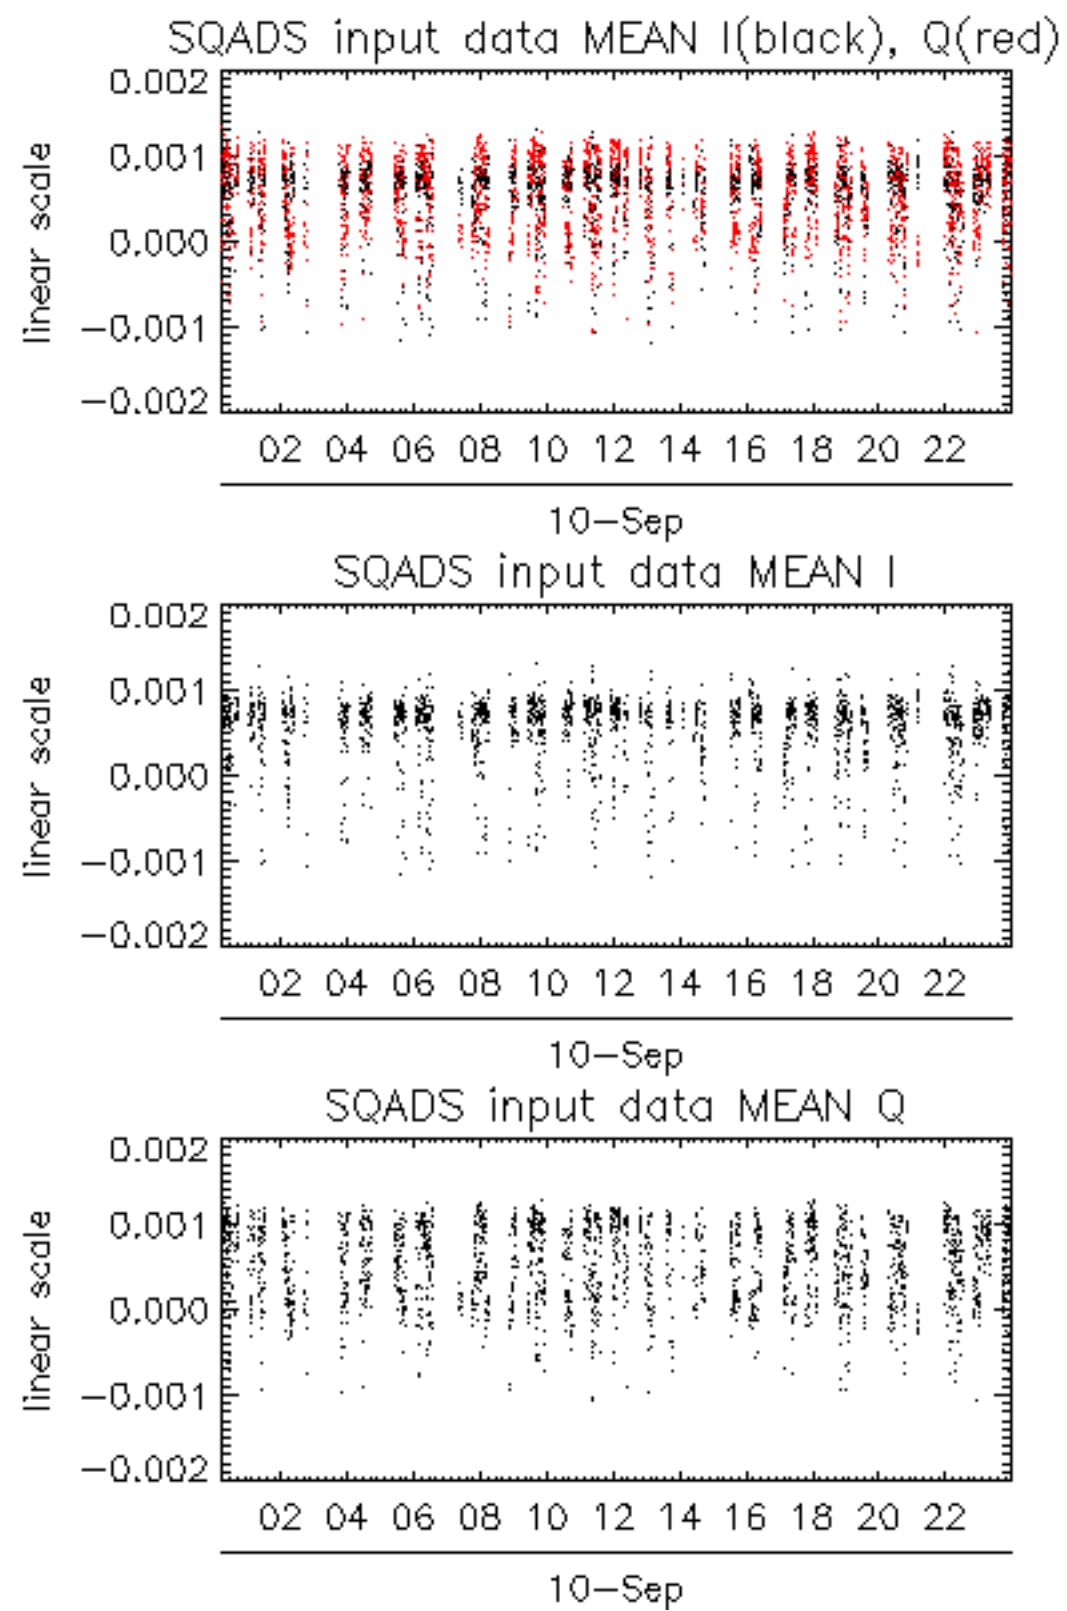 SQADS input data MEAN I(black), Q(red)
0.002
0.001
0.000
−0.001
−0.002
linear scale
02 04 06 08 10 12 14 16 18 20 22
10−Sep
SQADS input data MEAN I
0.002
0.001
0.000
−0.001
−0.002
linear scale
02 04 06 08 10 12 14 16 18 20 22
10−Sep
SQADS input data MEAN Q
0.002
0.001
0.000
−0.001
−0.002
linear scale
02 04 06 08 10 12 14 16 18 20 22
10−Sep